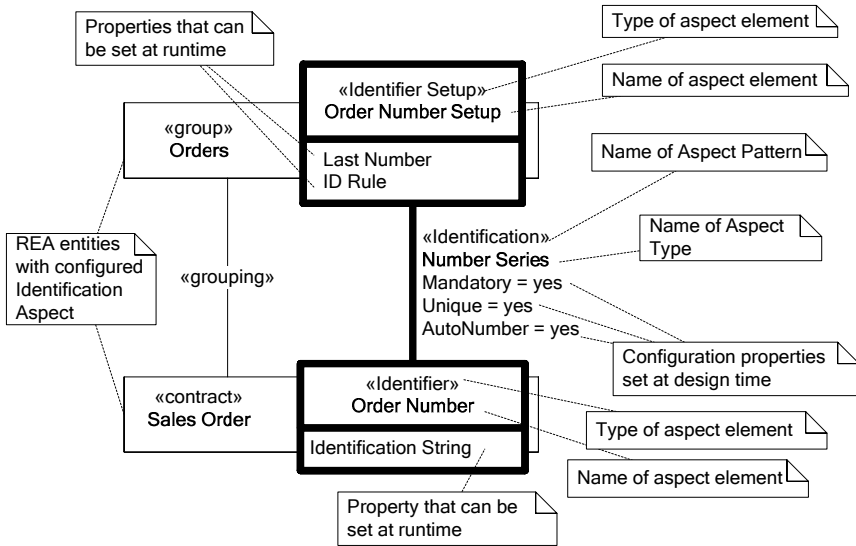 Properties that can
be set at runtime
Type of aspect element
«Identifier Setup»
Order Number Setup
Name of aspect element
«group»
Orders
Last Number
ID Rule
Name of Aspect Pattern
REA entities
with configured
Identification
Aspect
«grouping»
«Identification»
Number Series
Mandatory = yes
Unique = yes
AutoNumber = yes
Name of Aspect
Type
Configuration properties
set at design time
«contract»
Sales Order
«Identifier»
Order Number
Identification String
Type of aspect element
Name of aspect element
Property that can be
set at runtime